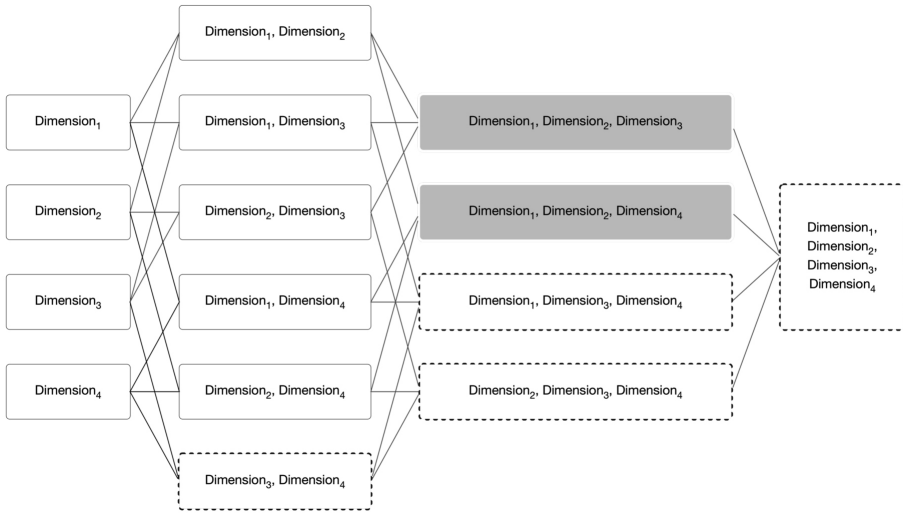 Dimension₁, Dimension₂
Dimension₁
Dimension₁, Dimension₃
Dimension₁, Dimension₂, Dimension₃
Dimension₂
Dimension₂, Dimension₃
Dimension₁, Dimension₂, Dimension₄
Dimension₁,
Dimension₂,
Dimension₃,
Dimension₄
Dimension₃
Dimension₁, Dimension₄
Dimension₁, Dimension₃, Dimension₄
Dimension₄
Dimension₂, Dimension₄
Dimension₂, Dimension₃, Dimension₄
Dimension₃, Dimension₄